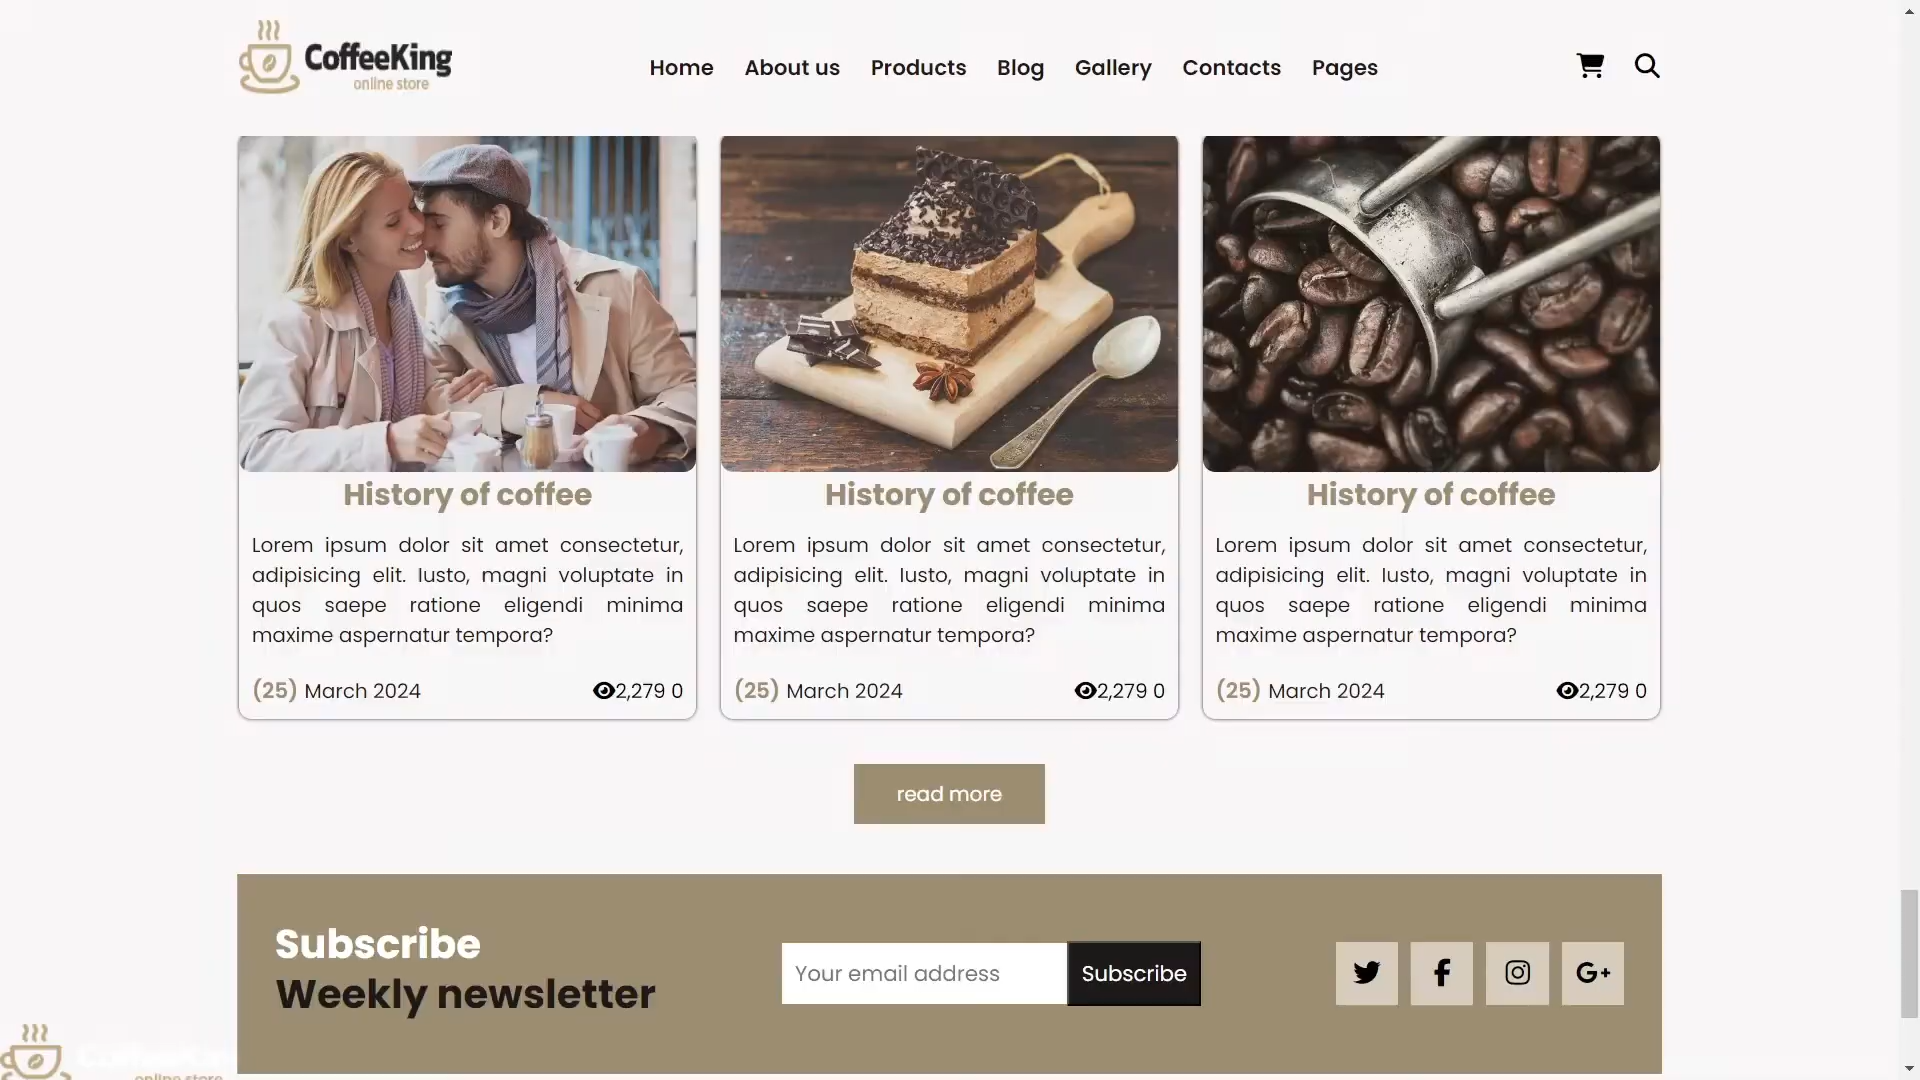 CoffeeKing
online store
Home About us Products Blog Gallery Contacts Pages
History of coffee
Lorem ipsum dolor sit amet consectetur,
adipisicing elit. Iusto, magni voluptate in
quos saepe ratione eligendi minima
maxime aspernatur tempora?
(25) March 2024 2,279 0
History of coffee
Lorem ipsum dolor sit amet consectetur,
adipisicing elit. Iusto, magni voluptate in
quos saepe ratione eligendi minima
maxime aspernatur tempora?
(25) March 2024 2,279 0
History of coffee
Lorem ipsum dolor sit amet consectetur,
adipisicing elit. Iusto, magni voluptate in
quos saepe ratione eligendi minima
maxime aspernatur tempora?
(25) March 2024 2,279 0
read more
Subscribe
Weekly newsletter
Your email address
Subscribe
G+
online store